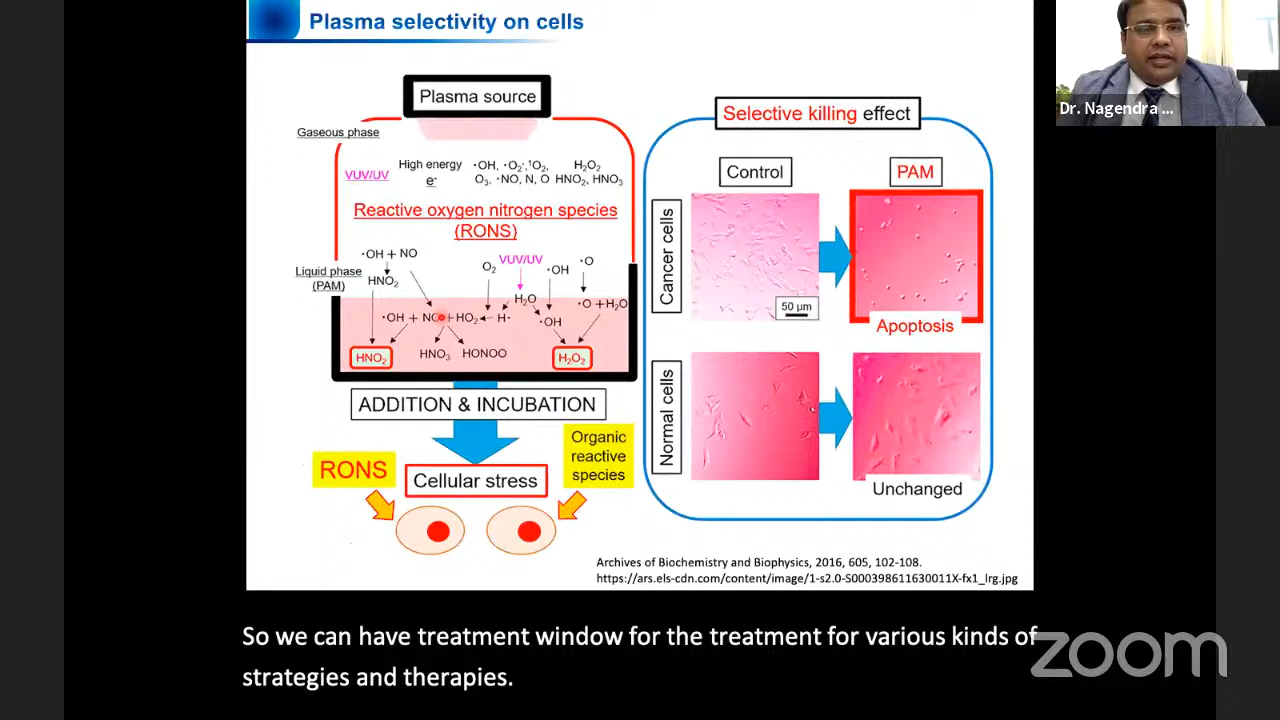 Plasma selectivity on cells
Plasma source
Gaseous phase
VUV/UV
High energy
e-
·OH, ·O₂⁻, ¹O₂,
O₃, ·NO, N, O
H₂O₂
HNO₂, HNO₃
Reactive oxygen nitrogen species
(RONS)
Liquid phase
(PAM)
·OH + NO
HNO₂
O₂
VUV/UV
·OH
·O
H₂O
·O + H₂O
·OH +
+ HO₂
H·
·OH
HNO₂
HNO₃
HONOO
H₂O₂
ADDITION & INCUBATION
RONS
Cellular stress
Organic
reactive
species
Selective killing effect
Control
PAM
Cancer cells
50 µm
Apoptosis
Normal cells
Unchanged
Archives of Biochemistry and Biophysics, 2016, 605, 102-108.
https://ars.els-cdn.com/content/image/1-s2.0-S000398611630011X-fx1_lrg.jpg
Dr. Nagendra ...
So we can have treatment window for the treatment for various kinds of
strategies and therapies.
zoom